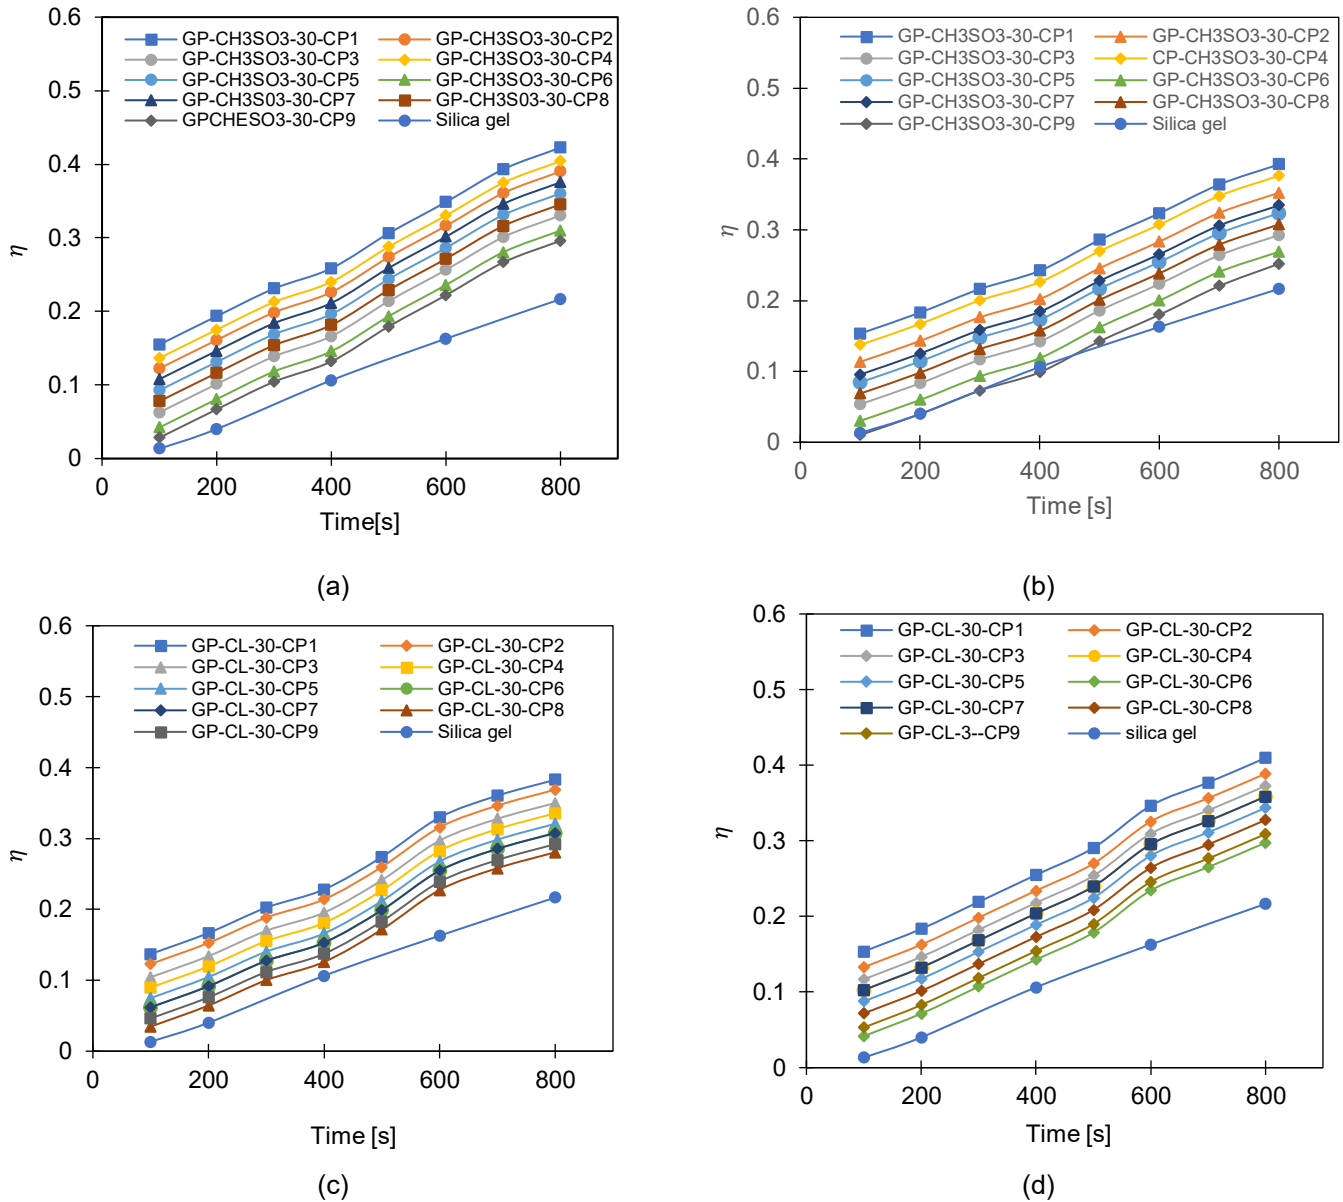 0.6
0.5
0.4
0.3
0.2
0.1
0
η
GP-CH3SO3-30-CP1 GP-CH3SO3-30-CP2
GP-CH3SO3-30-CP3 GP-CH3SO3-30-CP4
GP-CH3SO3-30-CP5 GP-CH3SO3-30-CP6
GP-CH3S03-30-CP7 GP-CH3S03-30-CP8
GPCHESO3-30-CP9 Silica gel
0 200 400 600 800
Time[s]
(a)
0.6
0.5
0.4
0.3
0.2
0.1
0
η
GP-CH3SO3-30-CP1 GP-CH3SO3-30-CP2
GP-CH3SO3-30-CP3 CP-CH3SO3-30-CP4
GP-CH3SO3-30-CP5 GP-CH3SO3-30-CP6
GP-CH3SO3-30-CP7 GP-CH3SO3-30-CP8
GP-CH3SO3-30-CP9 Silica gel
0 200 400 600 800
Time [s]
(b)
0.6
0.5
0.4
0.3
0.2
0.1
0
η
GP-CL-30-CP1 GP-CL-30-CP2
GP-CL-30-CP3 GP-CL-30-CP4
GP-CL-30-CP5 GP-CL-30-CP6
GP-CL-30-CP7 GP-CL-30-CP8
GP-CL-30-CP9 Silica gel
0 200 400 600 800
Time [s]
(c)
0.6
0.5
0.4
0.3
0.2
0.1
0
η
GP-CL-30-CP1 GP-CL-30-CP2
GP-CL-30-CP3 GP-CL-30-CP4
GP-CL-30-CP5 GP-CL-30-CP6
GP-CL-30-CP7 GP-CL-30-CP8
GP-CL-3--CP9 silica gel
0 200 400 600 800
Time [s]
(d)